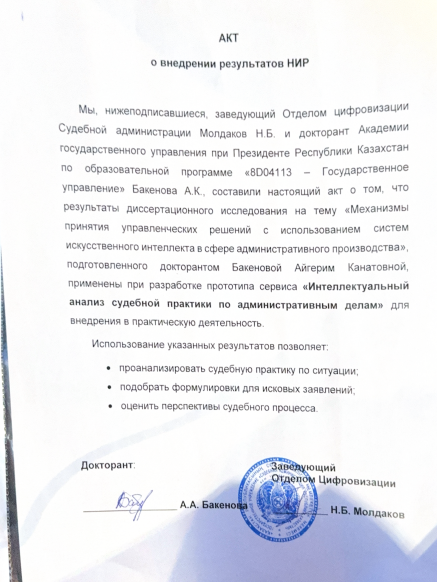 АКТ
о внедрении результатов НИР
Мы, нижеподписавшиеся, заведующий Отделом цифровизации
Судебной администрации Молдаков Н.Б. и докторант Академии
государственного управления при Президенте Республики Казахстан
по образовательной программе «8D04113 – Государственное
управление» Бакенова А.К., составили настоящий акт о том, что
результаты диссертационного исследования на тему «Механизмы
принятия управленческих решений с использованием систем
искусственного интеллекта в сфере административного производства»,
подготовленного докторантом Бакеновой Айгерим Канатовной,
применены при разработке прототипа сервиса «Интеллектуальный
анализ судебной практики по административным делам» для
внедрения в практическую деятельность.
Использование указанных результатов позволяет:
• проанализировать судебную практику по ситуации;
• подобрать формулировки для исковых заявлений;
• оценить перспективы судебного процесса.
Докторант:
А.А. Бакенова
Заведующий
Отделом Цифровизации
Н.Б. Молдаков